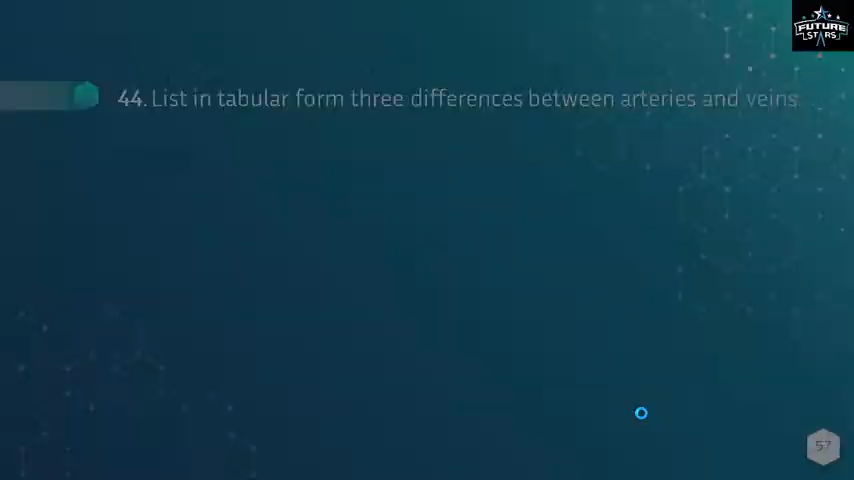 FUTURE
STARS
44. List in tabular form three differences between arteries and veins.
57